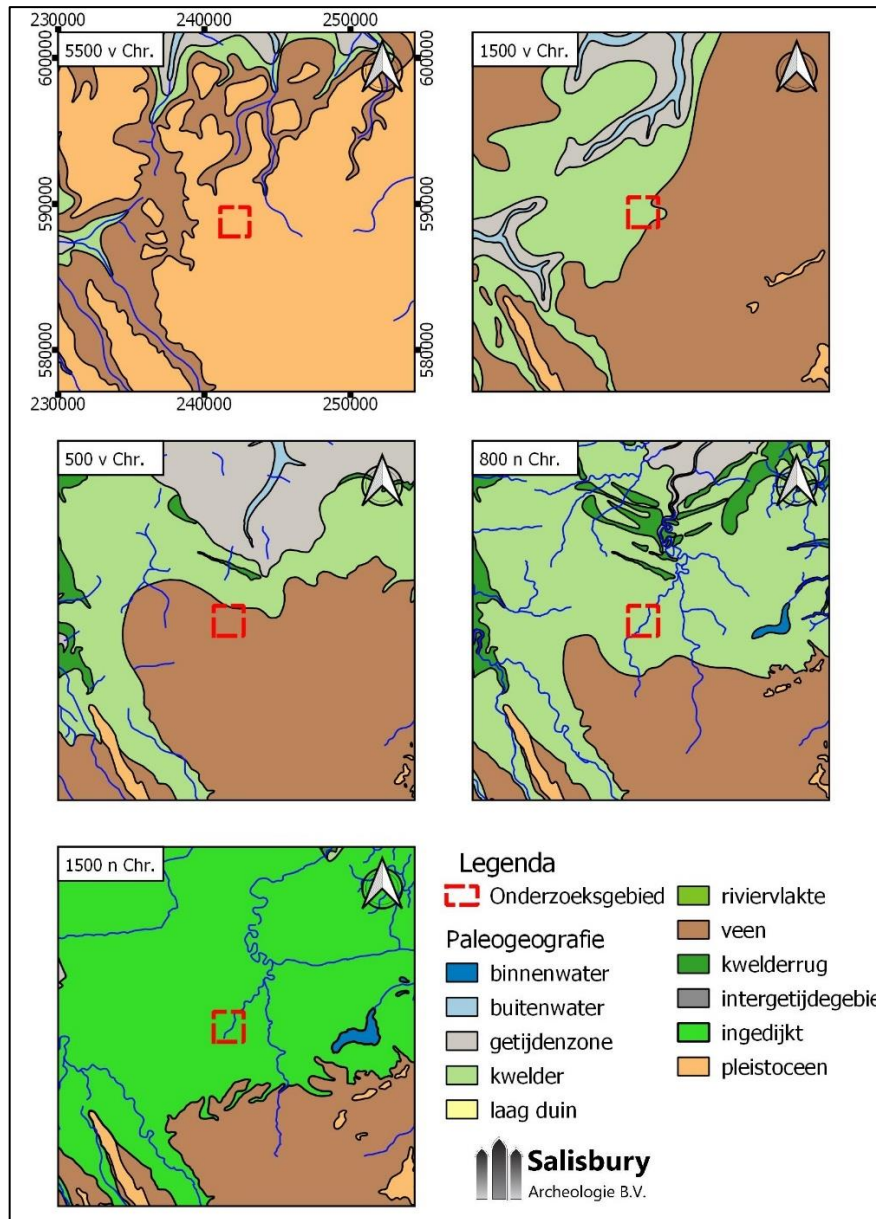 230000 240000 250000
5500 v Chr.
600000
590000
580000
230000 240000 250000
600000
590000
580000
1500 v Chr.
500 v Chr.
800 n Chr.
1500 n Chr.
Legenda
Onderzoeksgebied
Paleogeografie
binnenwater
buitenwater
getijdenzone
kwelder
laag duin
riviervlakte
veen
kwelderrug
intergetijdegebie
ingedijkt
pleistoceen
Salisbury
Archeologie B.V.